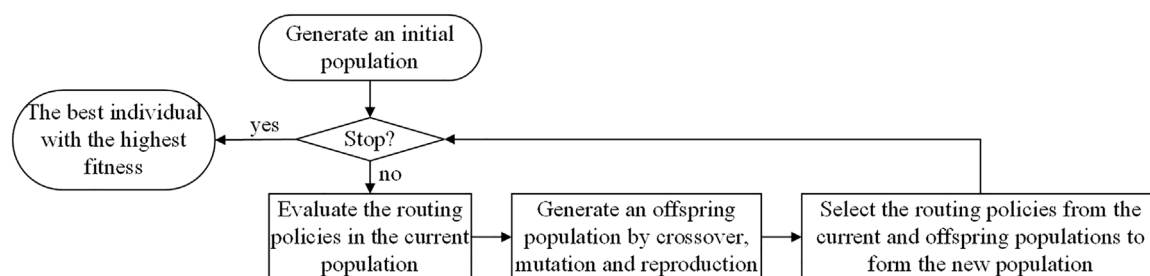 Generate an initial
population
The best individual
with the highest
fitness
yes
Stop?
no
Evaluate the routing
policies in the current
population
Generate an offspring
population by crossover,
mutation and reproduction
Select the routing policies from the
current and offspring populations to
form the new population